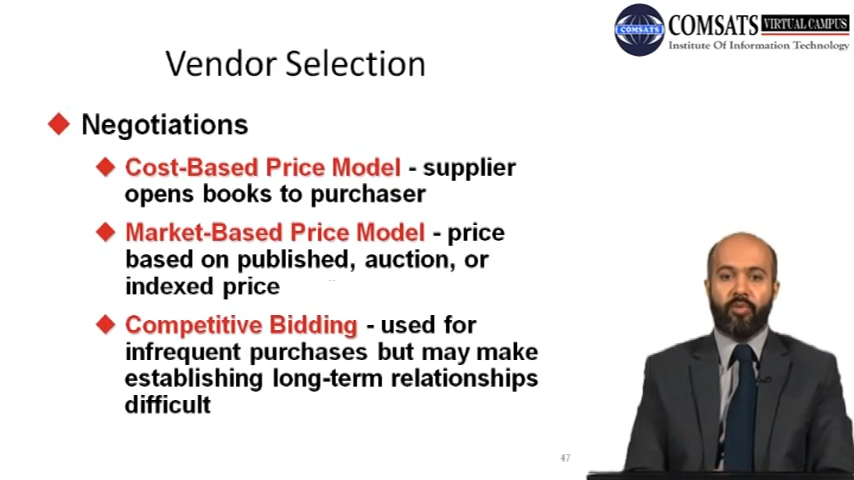 COMSATS VIRTUAL CAMPUS
COMSATS
Institute Of Information Technology
Vendor Selection
Negotiations
Cost-Based Price Model - supplier
opens books to purchaser
Market-Based Price Model - price
based on published, auction, or
indexed price
Competitive Bidding - used for
infrequent purchases but may make
establishing long-term relationships
difficult
47